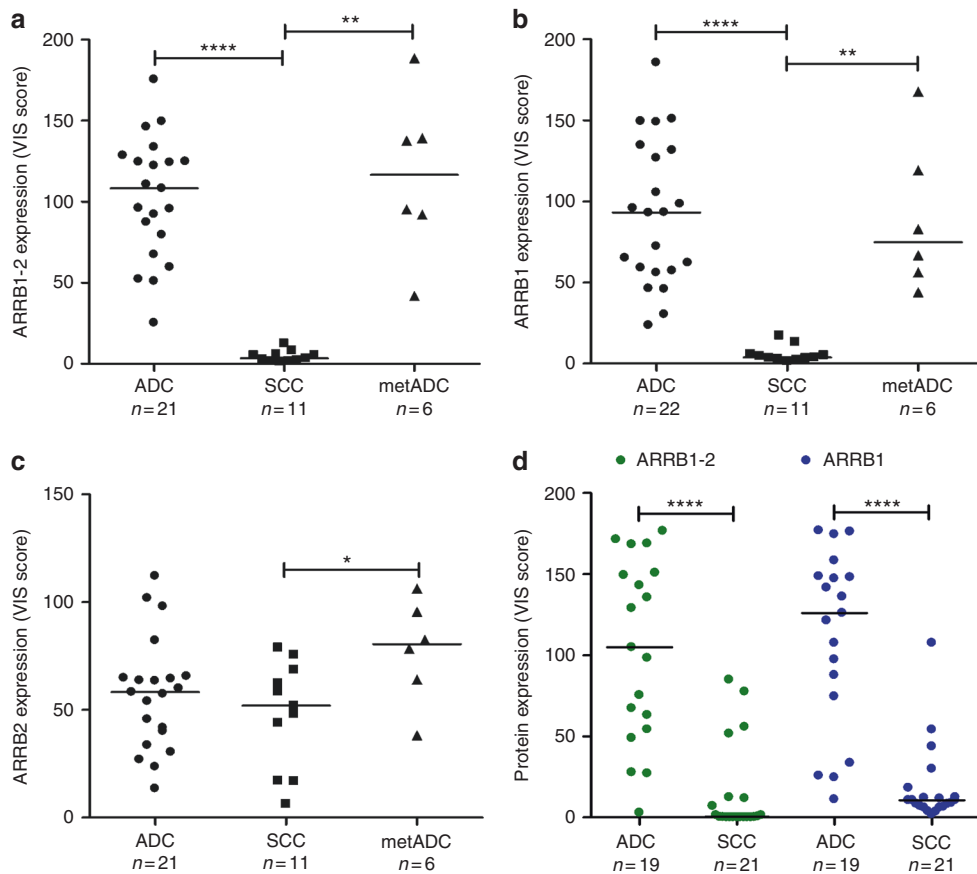 a
ARRB1-2 expression (VIS score)
200
150
100
50
0
****
**
ADC
n=21
SCC
n=11
metADC
n=6
b
ARRB1 expression (VIS score)
200
150
100
50
0
****
**
ADC
n=22
SCC
n=11
metADC
n=6
c
ARRB2 expression (VIS score)
150
100
50
0
*
ADC
n=21
SCC
n=11
metADC
n=6
d
ARRB1-2
ARRB1
Protein expression (VIS score)
200
150
100
50
0
****
****
ADC
n=19
SCC
n=21
ADC
n=19
SCC
n=21